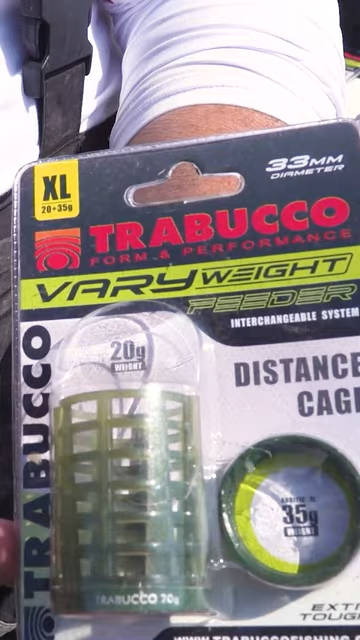 XL
20+35g
33MM
DIAMETER
TRABUCCO
FORM & PERFORMANCE
VARYWEIGHT
FEEDER
INTERCHANGEABLE SYSTEM
20g
WEIGHT
DISTANCE
CAGE
TRABUCCO
XL
35g
WEIGHT
TRABUCCO 20g
TOUGH